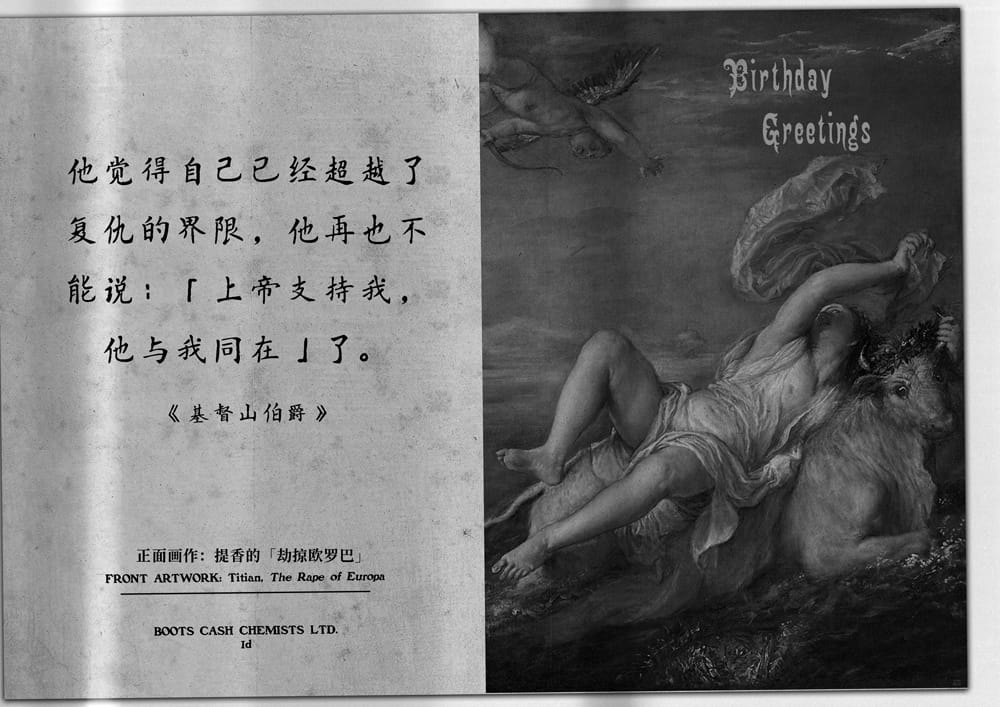 他觉得自己已经超越了
复仇的界限，他再也不
能说：「上帝支持我，
他与我同在」了。
《基督山伯爵》
正面画作：提香的「劫掠欧罗巴」
FRONT ARTWORK: Titian, The Rape of Europa
BOOTS CASH CHEMISTS LTD.
Id
Birthday
Greetings